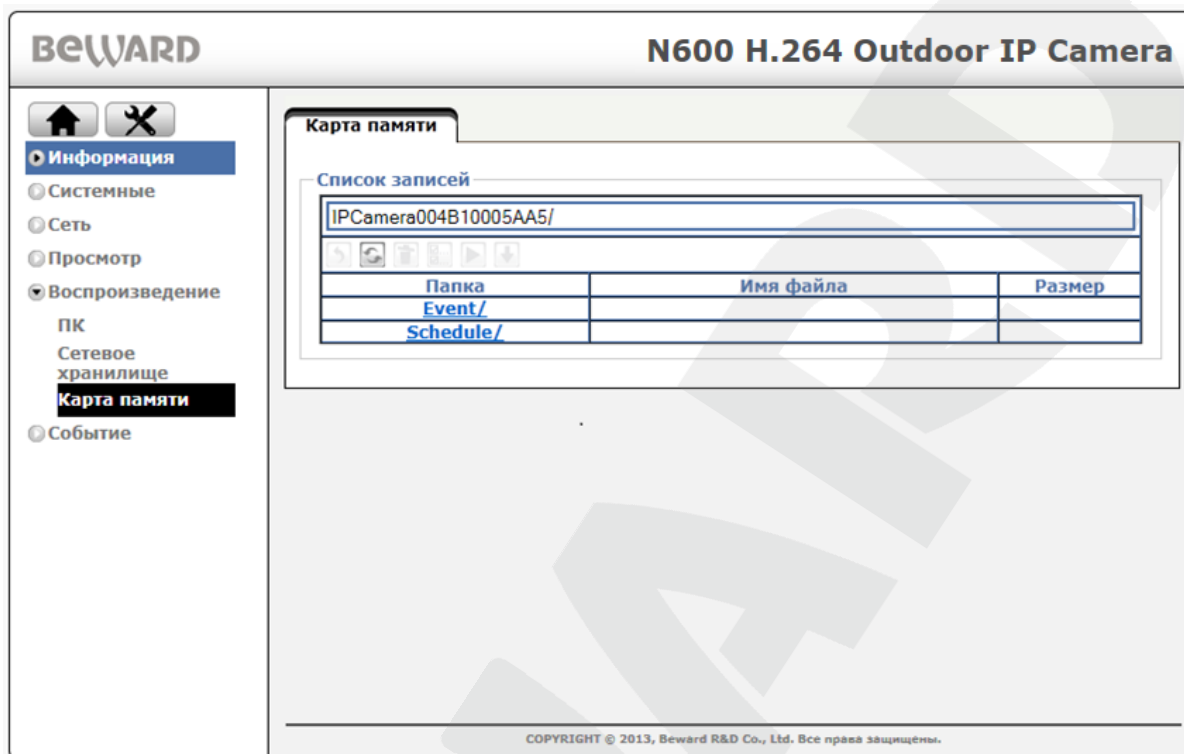 BEWARD
N600 H.264 Outdoor IP Camera
Информация
Системные
Сеть
Просмотр
Воспроизведение
ПК
Сетевое
хранилище
Карта памяти
Событие
Карта памяти
Список записей
IPCamera004B10005AA5/
Папка Имя файла Размер
Event/
Schedule/
COPYRIGHT © 2013, Beward R&D Co., Ltd. Все права защищены.